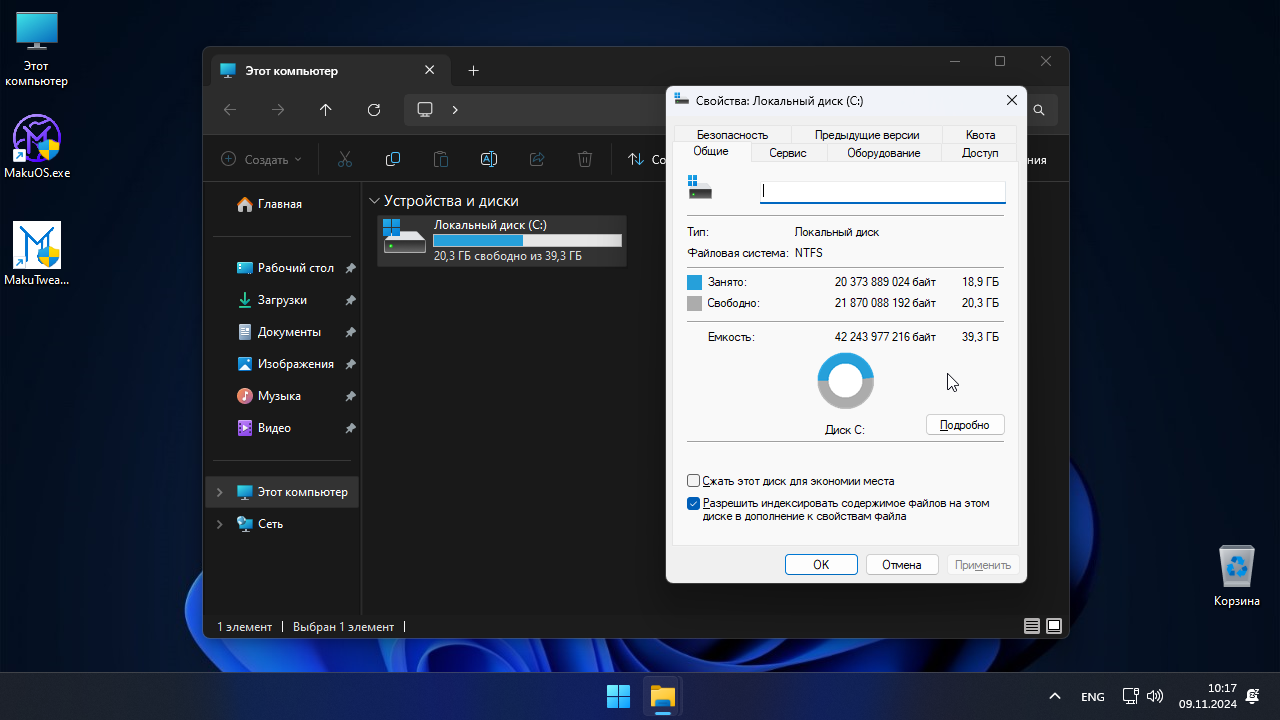 Этот
компьютер
MakuOS.exe
MakuTwea...
Этот компьютер
Создать
Со
ния
Главная
Рабочий стол
Загрузки
Документы
Изображения
Музыка
Видео
Этот компьютер
Сеть
Устройства и диски
Локальный диск (C:)
20,3 ГБ свободно из 39,3 ГБ
1 элемент
Выбран 1 элемент
Свойства: Локальный диск (C:)
Безопасность Предыдущие версии Квота
Общие Сервис Оборудование Доступ
Тип: Локальный диск
Файловая система: NTFS
Занято: 20 373 889 024 байт 18,9 ГБ
Свободно: 21 870 088 192 байт 20,3 ГБ
Емкость: 42 243 977 216 байт 39,3 ГБ
Диск C:
Подробно
Сжать этот диск для экономии места
Разрешить индексировать содержимое файлов на этом
диске в дополнение к свойствам файла
OK Отмена Применить
Корзина
ENG
10:17
09.11.2024